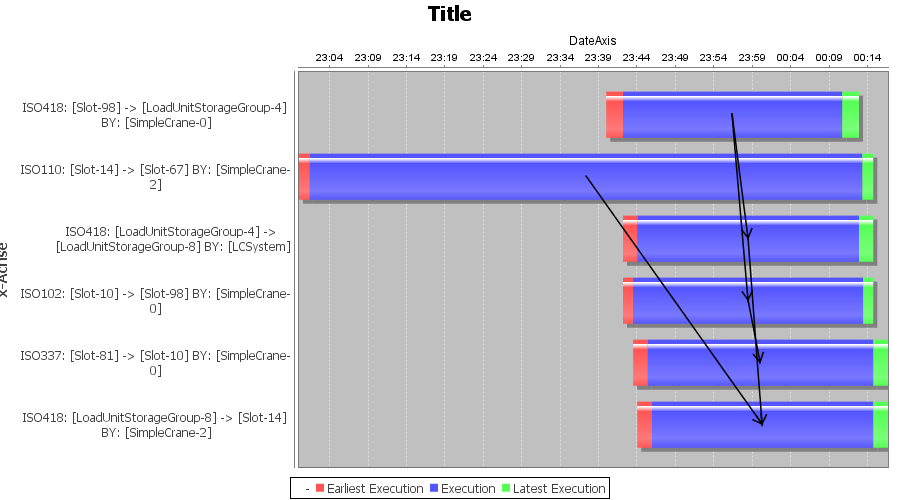 Title
DateAxis
23:04 23:09 23:14 23:19 23:24 23:29 23:34 23:39 23:44 23:49 23:54 23:59 00:04 00:09 00:14
ISO418: [Slot-98] -> [LoadUnitStorageGroup-4]
BY: [SimpleCrane-0]
ISO110: [Slot-14] -> [Slot-67] BY: [SimpleCrane-
2]
ISO418: [LoadUnitStorageGroup-4] ->
[LoadUnitStorageGroup-8] BY: [LCSystem]
x-Achse
ISO102: [Slot-10] -> [Slot-98] BY: [SimpleCrane-
0]
ISO337: [Slot-81] -> [Slot-10] BY: [SimpleCrane-
0]
ISO418: [LoadUnitStorageGroup-8] -> [Slot-14]
BY: [SimpleCrane-2]
- Earliest Execution Execution Latest Execution